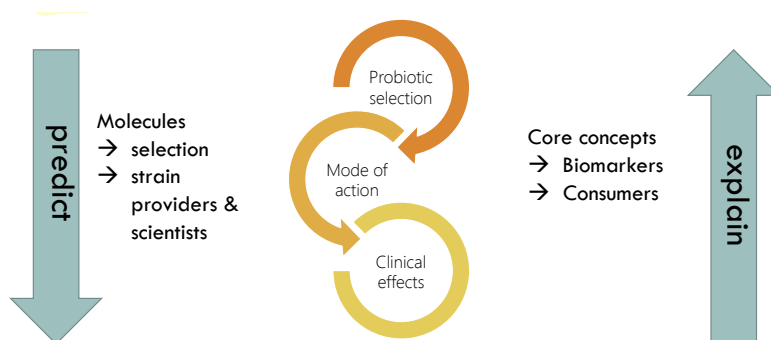 predict
Molecules
→ selection
→ strain
providers &
scientists
Probiotic
selection
Mode of
action
Clinical
effects
Core concepts
→ Biomarkers
→ Consumers
explain